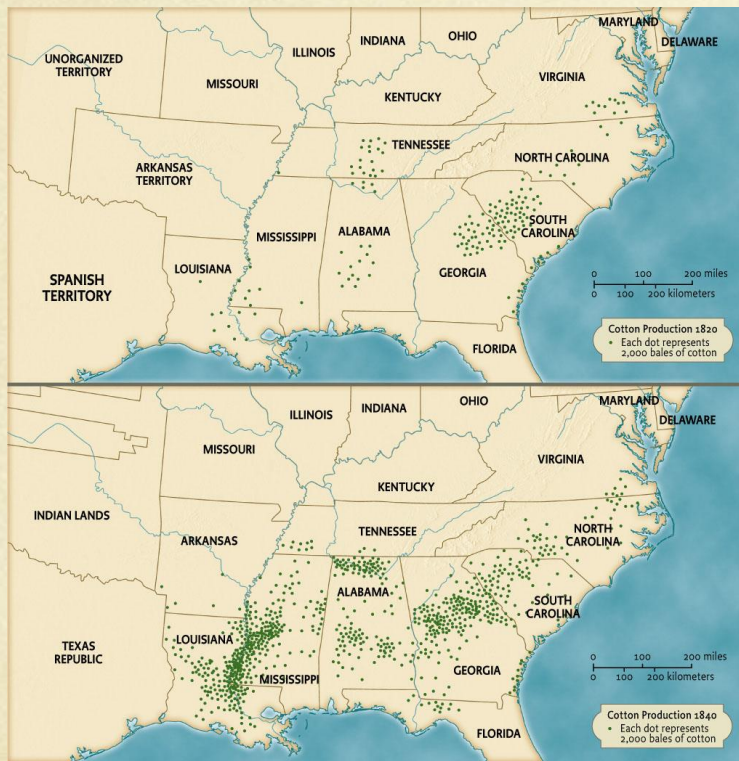 MARYLAND
OHIO
INDIANA
DELAWARE
ILLINOIS
UNORGANIZED
TERRITORY
VIRGINIA
MISSOURI
KENTUCKY
TENNESSEE
NORTH CAROLINA
ARKANSAS
TERRITORY
SOUTH
CAROLINA
ALABAMA
MISSISSIPPI
LOUISIANA
GEORGIA
SPANISH
TERRITORY
0 100 200 miles
0 100 200 kilometers
Cotton Production 1820
Each dot represents
2,000 bales of cotton
FLORIDA
MARYLAND
OHIO
INDIANA
ILLINOIS
DELAWARE
MISSOURI
VIRGINIA
KENTUCKY
INDIAN LANDS
TENNESSEE
NORTH
CAROLINA
ARKANSAS
ALABAMA
SOUTH
CAROLINA
LOUISIANA
TEXAS
REPUBLIC
GEORGIA
MISSISSIPPI
0 100 200 miles
0 100 200 kilometers
Cotton Production 1840
Each dot represents
2,000 bales of cotton
FLORIDA